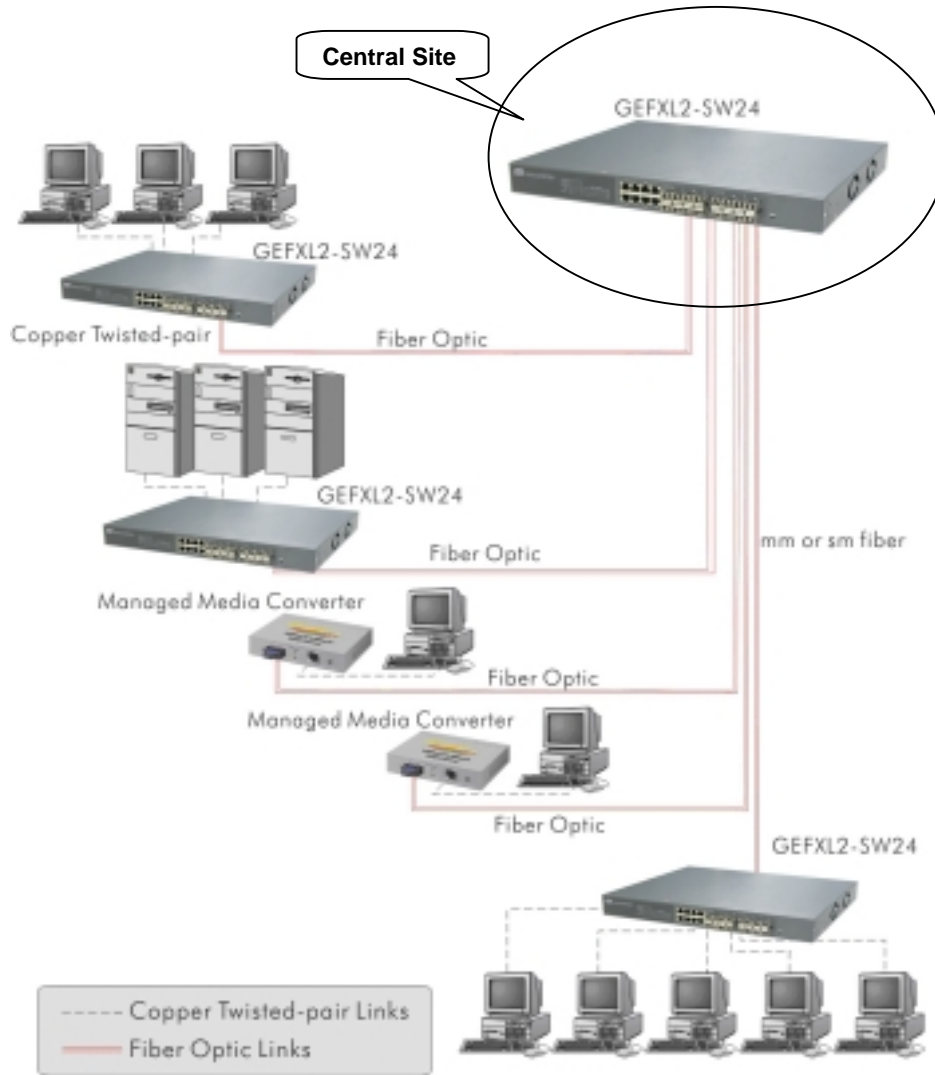 Central Site
GEFXL2-SW24
GEFXL2-SW24
Copper Twisted-pair
Fiber Optic
GEFXL2-SW24
Fiber Optic
mm or sm fiber
Managed Media Converter
Fiber Optic
Managed Media Converter
Fiber Optic
GEFXL2-SW24
Copper Twisted-pair Links
Fiber Optic Links